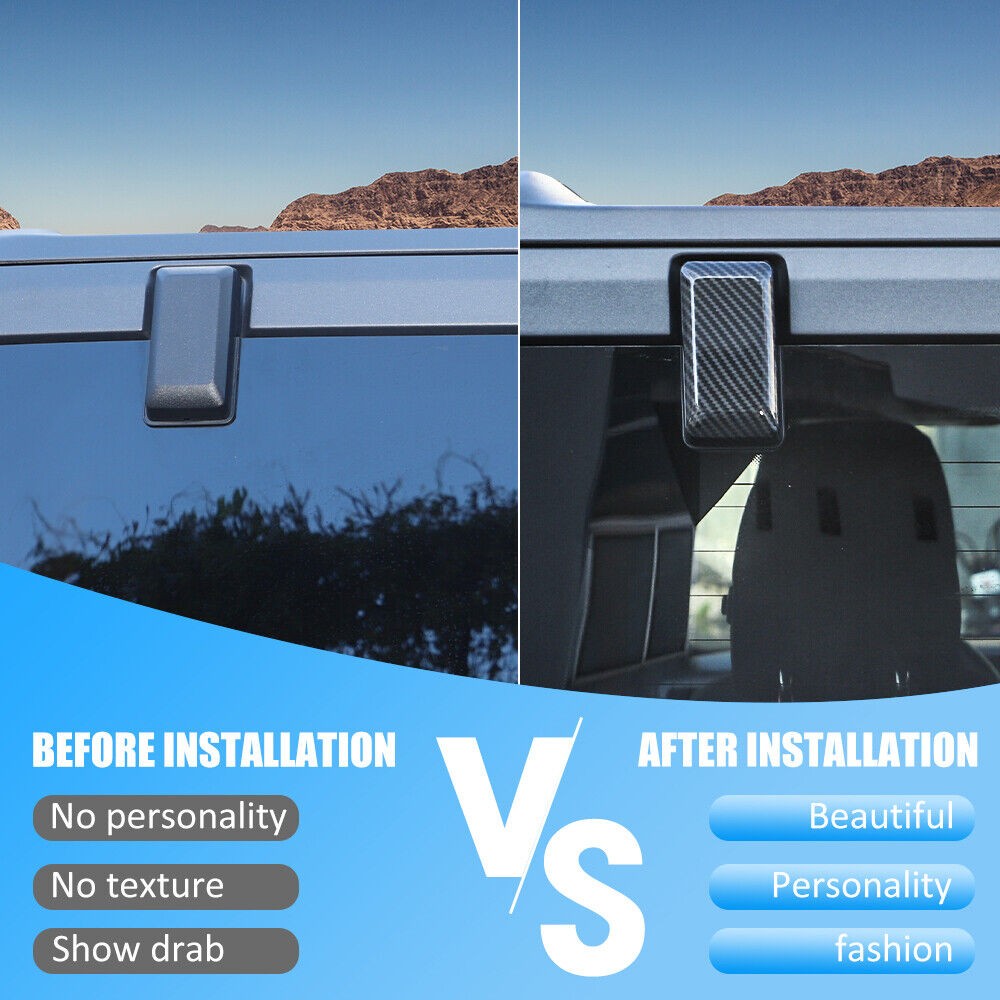 BEFORE INSTALLATION
No personality
No texture
Show drab
VS
AFTER INSTALLATION
Beautiful
Personality
fashion